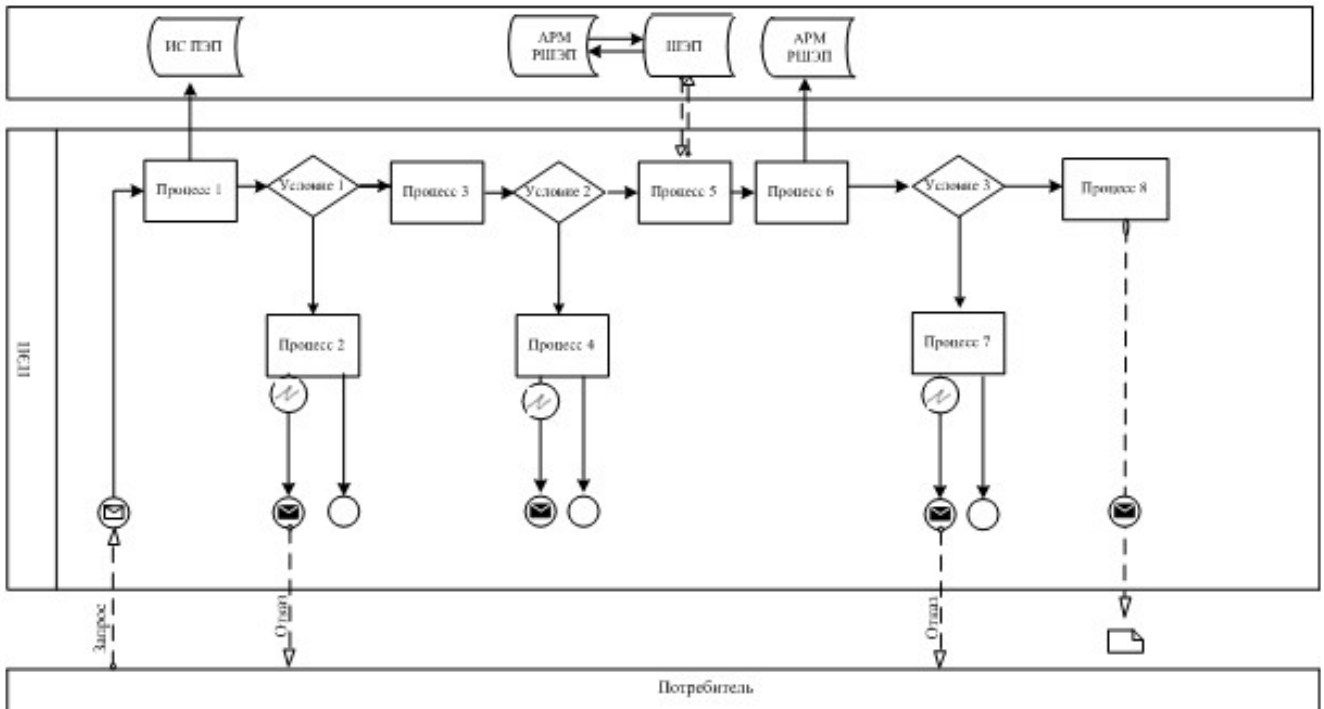 ИС ПЭП
АРМ
РШЭП
ШЭП
АРМ
РШЭП
Процесс 1
Условие 1
Процесс 3
Условие 2
Процесс 5
Процесс 6
Условие 3
Процесс 8
ПЭП
Процесс 2
Процесс 4
Процесс 7
Запрос
Отказ
Отказ
Потребитель